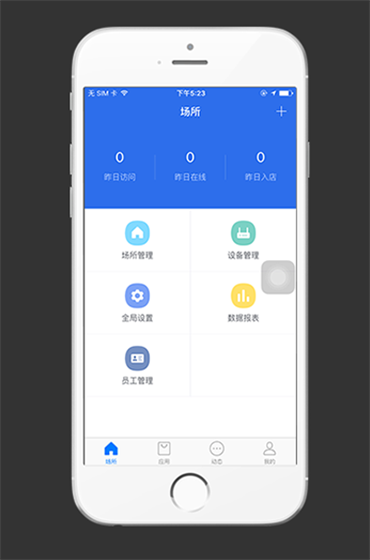 无 SIM 卡 下午5:23
场所
0 0 0
昨日访问 昨日在线 昨日入店
场所管理 设备管理
全局设置 数据报表
员工管理
场所 应用 动态 我的